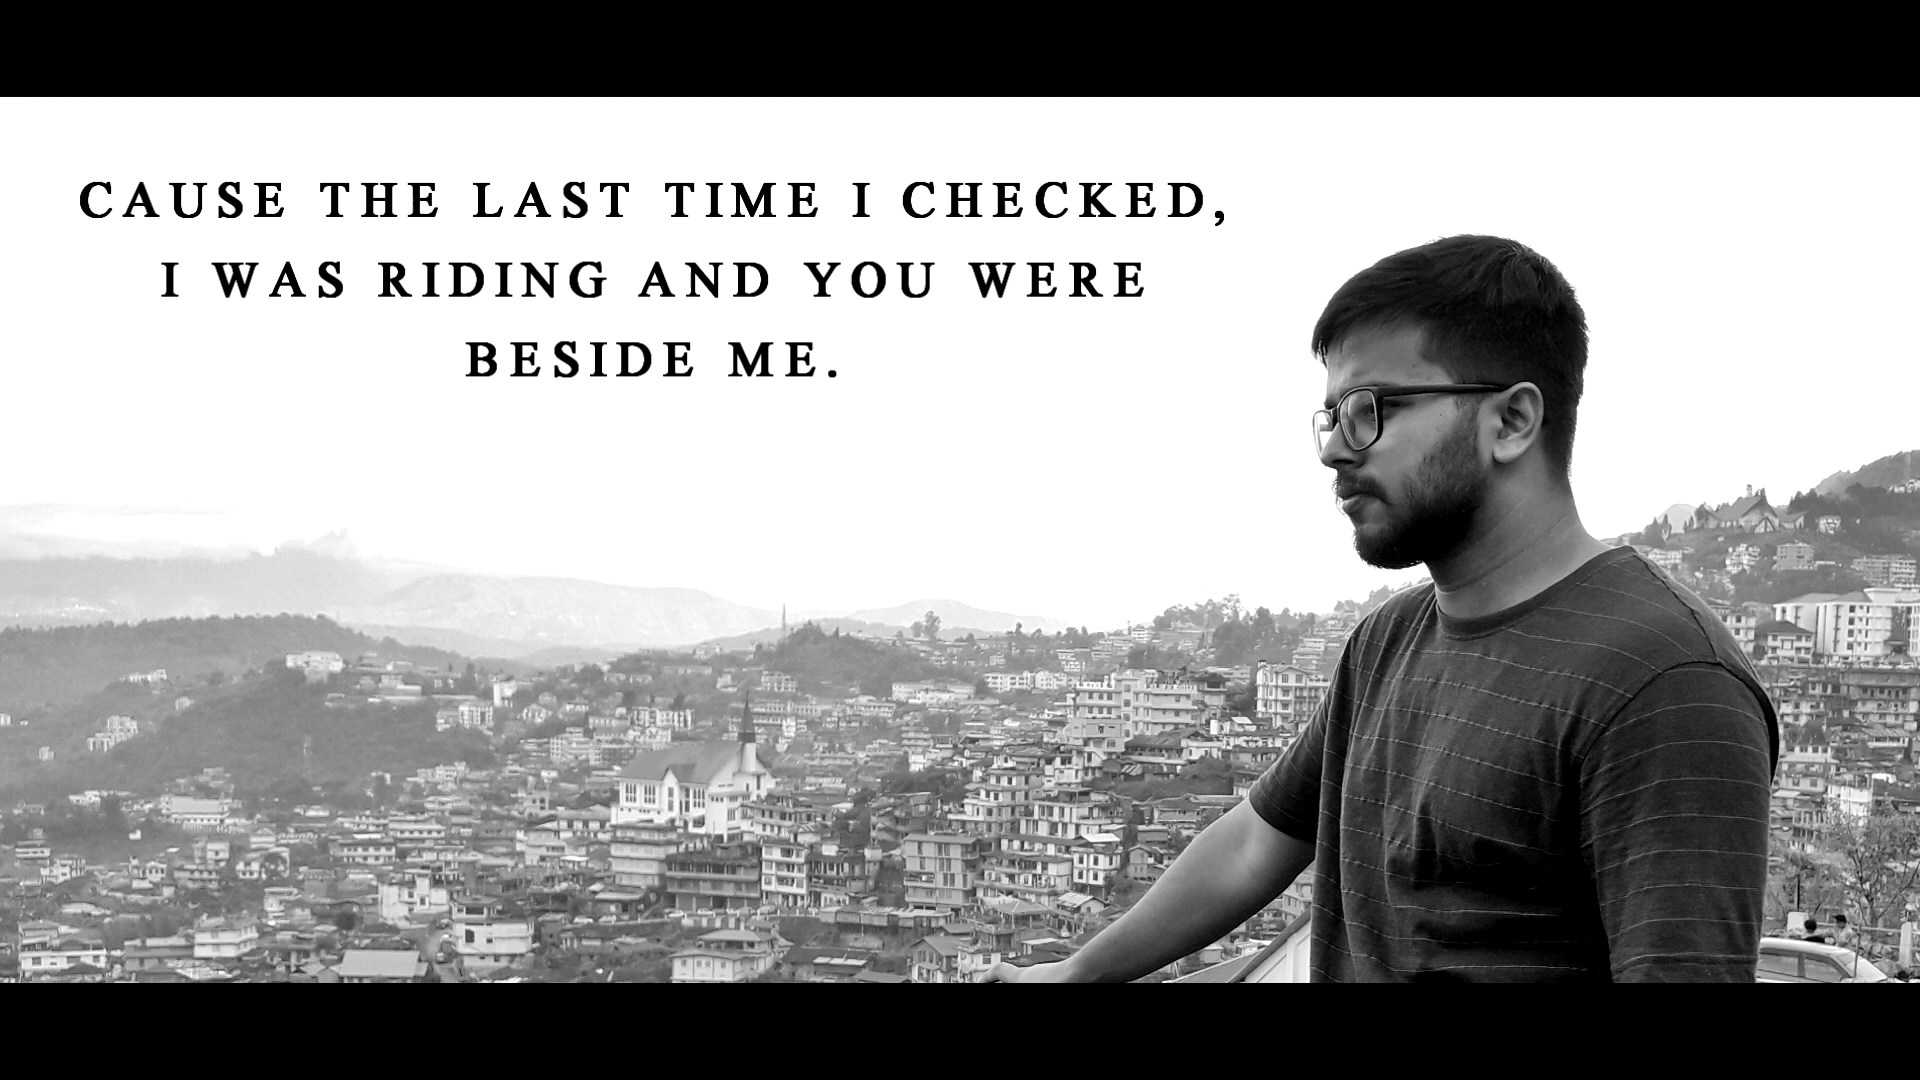 CAUSE THE LAST TIME I CHECKED,
I WAS RIDING AND YOU WERE
BESIDE ME.